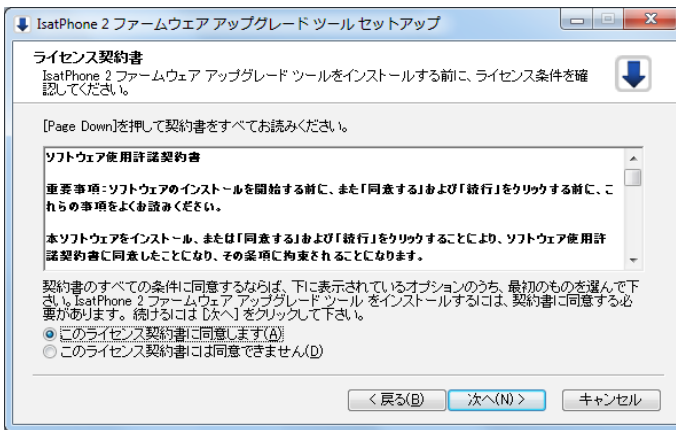 IsatPhone 2 ファームウェア アップグレード ツール セットアップ
ライセンス契約書
IsatPhone 2 ファームウェア アップグレード ツールをインストールする前に、ライセンス条件を確
認してください。
[Page Down]を押して契約書をすべてお読みください。
ソフトウェア使用許諾契約書
重要事項:ソフトウェアのインストールを開始する前に、また「同意する」および「続行」をクリックする前に、こ
れらの事項をよくお読みください。
本ソフトウェアをインストール、または「同意する」および「続行」をクリックすることにより、ソフトウェア使用許
諾契約書に同意したことになり、その条項に拘束されることになります。
契約書のすべての条件に同意するならば、下に表示されているオプションのうち、最初のものを選んで下
さい。IsatPhone 2 ファームウェア アップグレード ツール をインストールするには、契約書に同意する必
要があります。続けるには [次へ] をクリックして下さい。
このライセンス契約書に同意します(A)
このライセンス契約書には同意できません(D)
< 戻る(B)
次へ(N) >
キャンセル